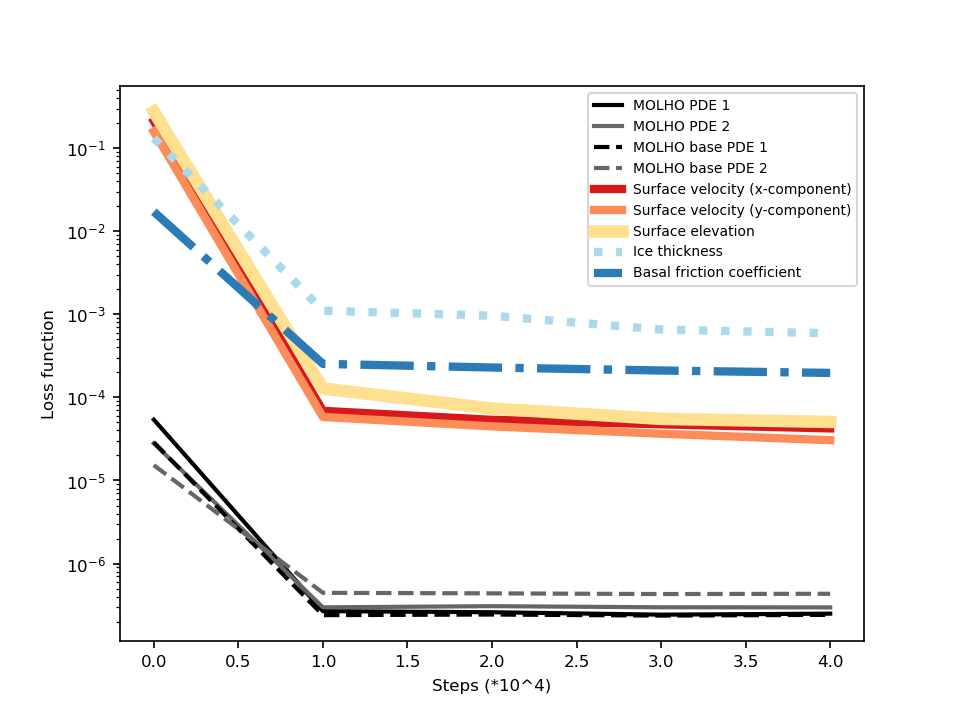 MOLHO PDE 1
MOLHO PDE 2
MOLHO base PDE 1
MOLHO base PDE 2
Surface velocity (x-component)
Surface velocity (y-component)
Surface elevation
Ice thickness
Basal friction coefficient
10⁻¹
10⁻²
10⁻³
10⁻⁴
10⁻⁵
10⁻⁶
Loss function
0.0 0.5 1.0 1.5 2.0 2.5 3.0 3.5 4.0
Steps (*10^4)